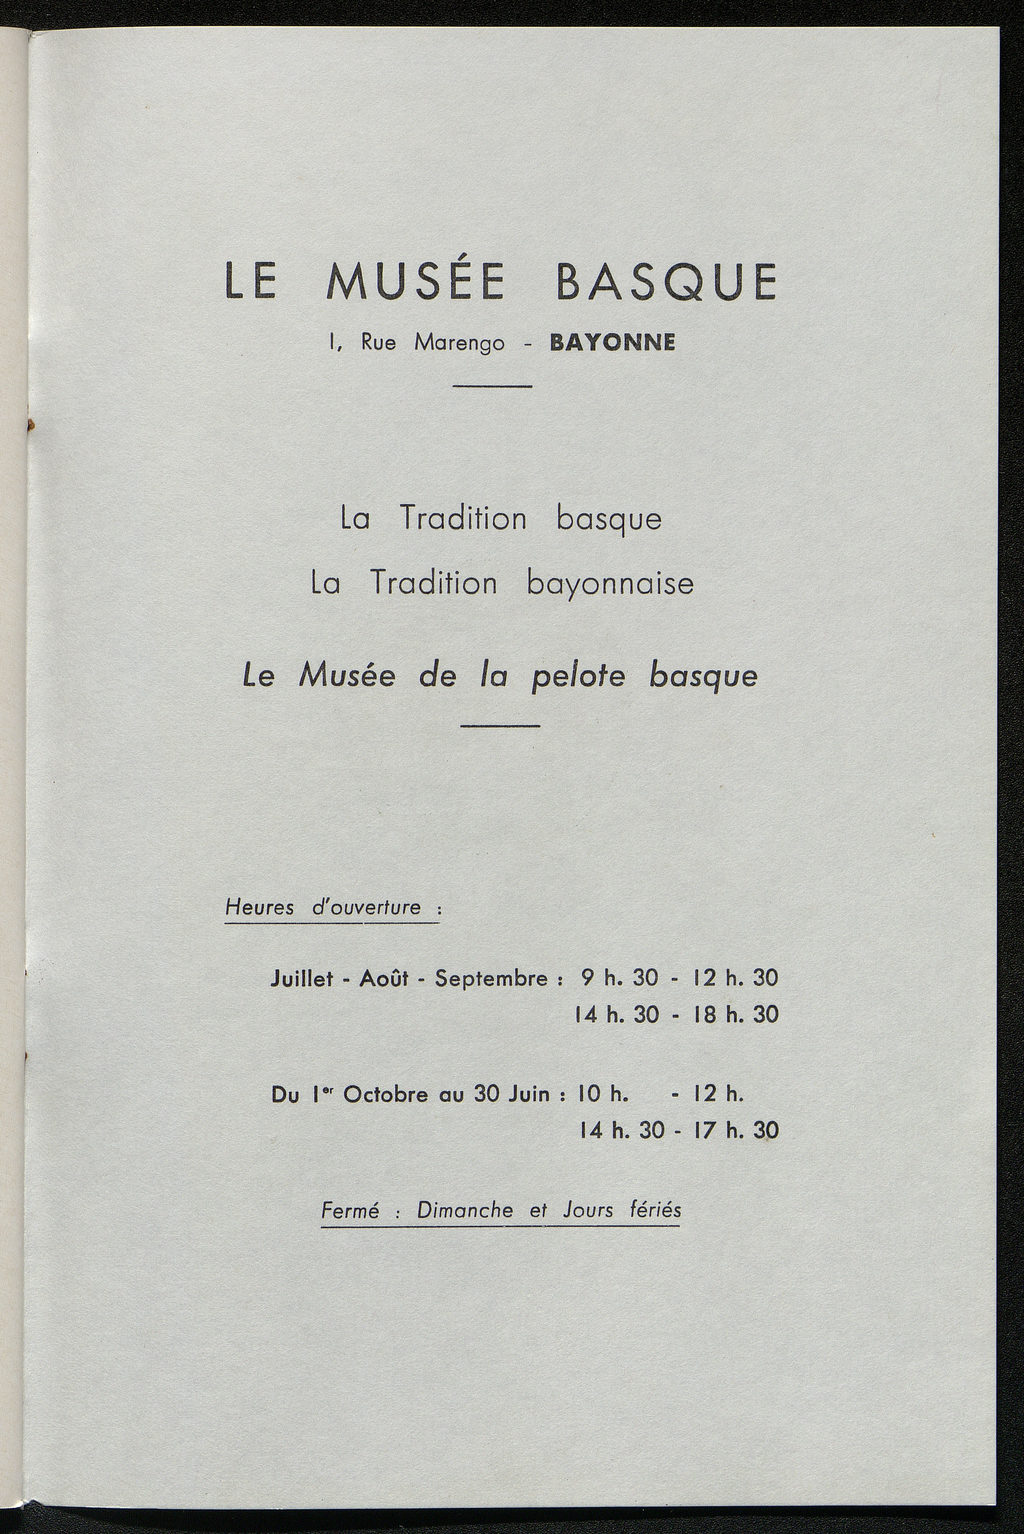 LE MUSÉE BASQUE
1, Rue Marengo - BAYONNE
La Tradition basque
La Tradition bayonnaise
Le Musée de la pelote basque
Heures d'ouverture :
Juillet - Août - Septembre : 9 h. 30 - 12 h. 30
14 h. 30 - 18 h. 30
Du 1er Octobre au 30 Juin : 10 h. - 12 h.
14 h. 30 - 17 h. 30
Fermé : Dimanche et Jours fériés